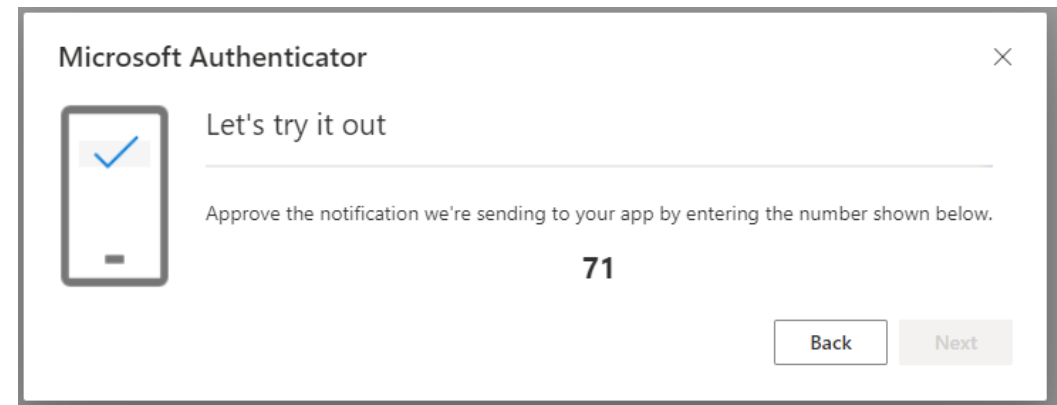 Microsoft Authenticator
Let's try it out
Approve the notification we're sending to your app by entering the number shown below.
71
Back
Next